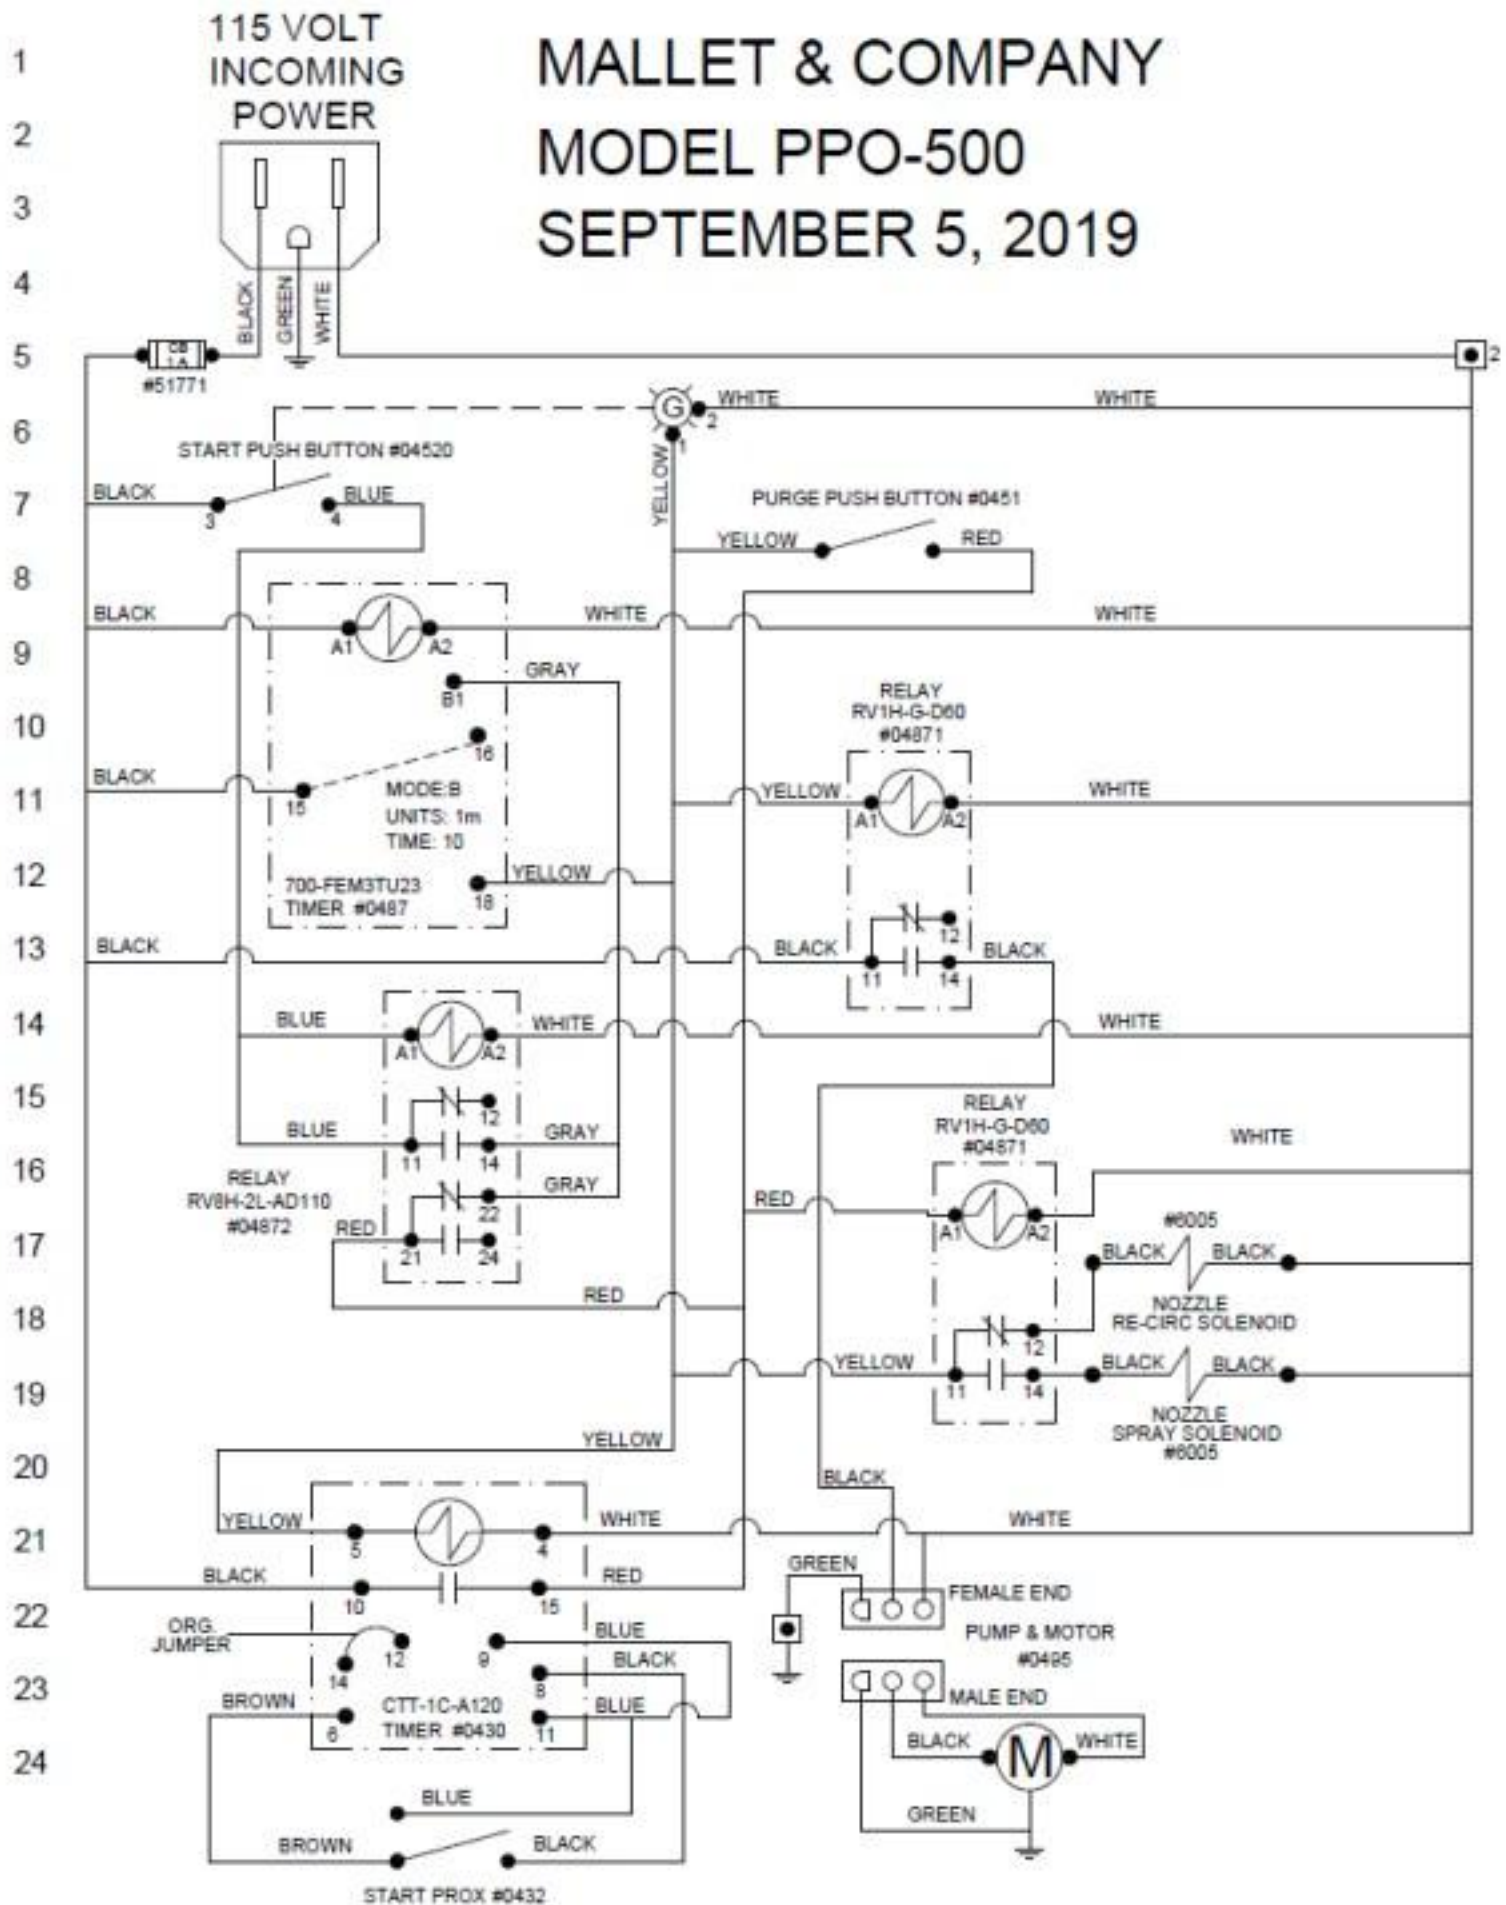 115 VOLT
INCOMING
POWER
MALLET & COMPANY
MODEL PPO-500
SEPTEMBER 5, 2019
1
2
3
4
BLACK
GREEN
WHITE
5
CB
1 A
#51771
2
6
G
2
WHITE
WHITE
1
START PUSH BUTTON #04520
YELLOW
7
BLACK
3
4
BLUE
PURGE PUSH BUTTON #0451
YELLOW
RED
8
BLACK
WHITE
WHITE
9
A1
A2
B1
GRAY
RELAY
RV1H-G-D60
#04871
10
16
BLACK
15
11
MODE:B
UNITS: 1m
TIME: 10
YELLOW
A1
A2
WHITE
12
700-FEM3TU23
TIMER #0487
18
YELLOW
12
13
BLACK
BLACK
11
14
BLACK
14
BLUE
A1
A2
WHITE
WHITE
15
12
RELAY
RV1H-G-D60
#04871
BLUE
11
14
GRAY
WHITE
16
RELAY
RV8H-2L-AD110
#04872
22
GRAY
RED
A1
A2
17
RED
21
24
#6005
BLACK
BLACK
18
RED
NOZZLE
RE-CIRC SOLENOID
12
19
YELLOW
11
14
BLACK
BLACK
NOZZLE
SPRAY SOLENOID
#6005
20
YELLOW
BLACK
21
YELLOW
5
4
WHITE
WHITE
BLACK
10
15
RED
GREEN
FEMALE END
22
ORG.
JUMPER
14
12
9
BLUE
PUMP & MOTOR
#0495
8
BLACK
23
BROWN
6
CTT-1C-A120
TIMER #0430
11
BLUE
MALE END
24
BLACK
M
WHITE
BLUE
GREEN
BROWN
BLACK
START PROX #0432